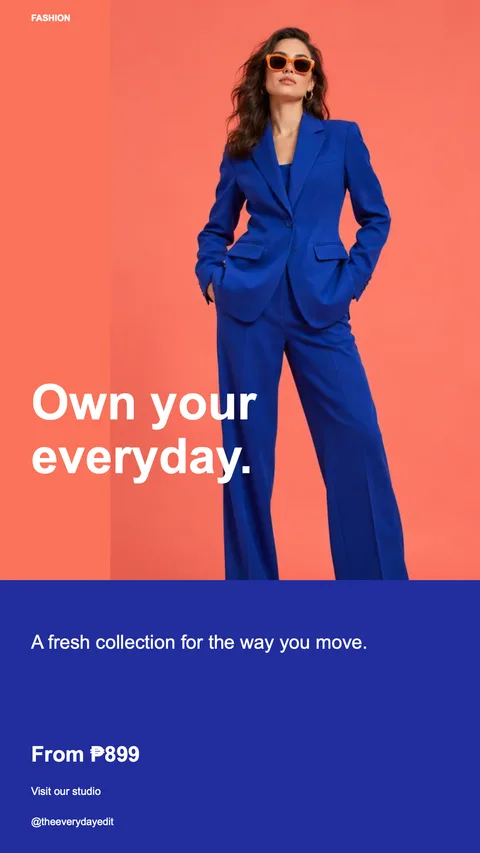 FASHION
Own your
everyday.
A fresh collection for the way you move.
From ₱899
Visit our studio
@theeverydayedit